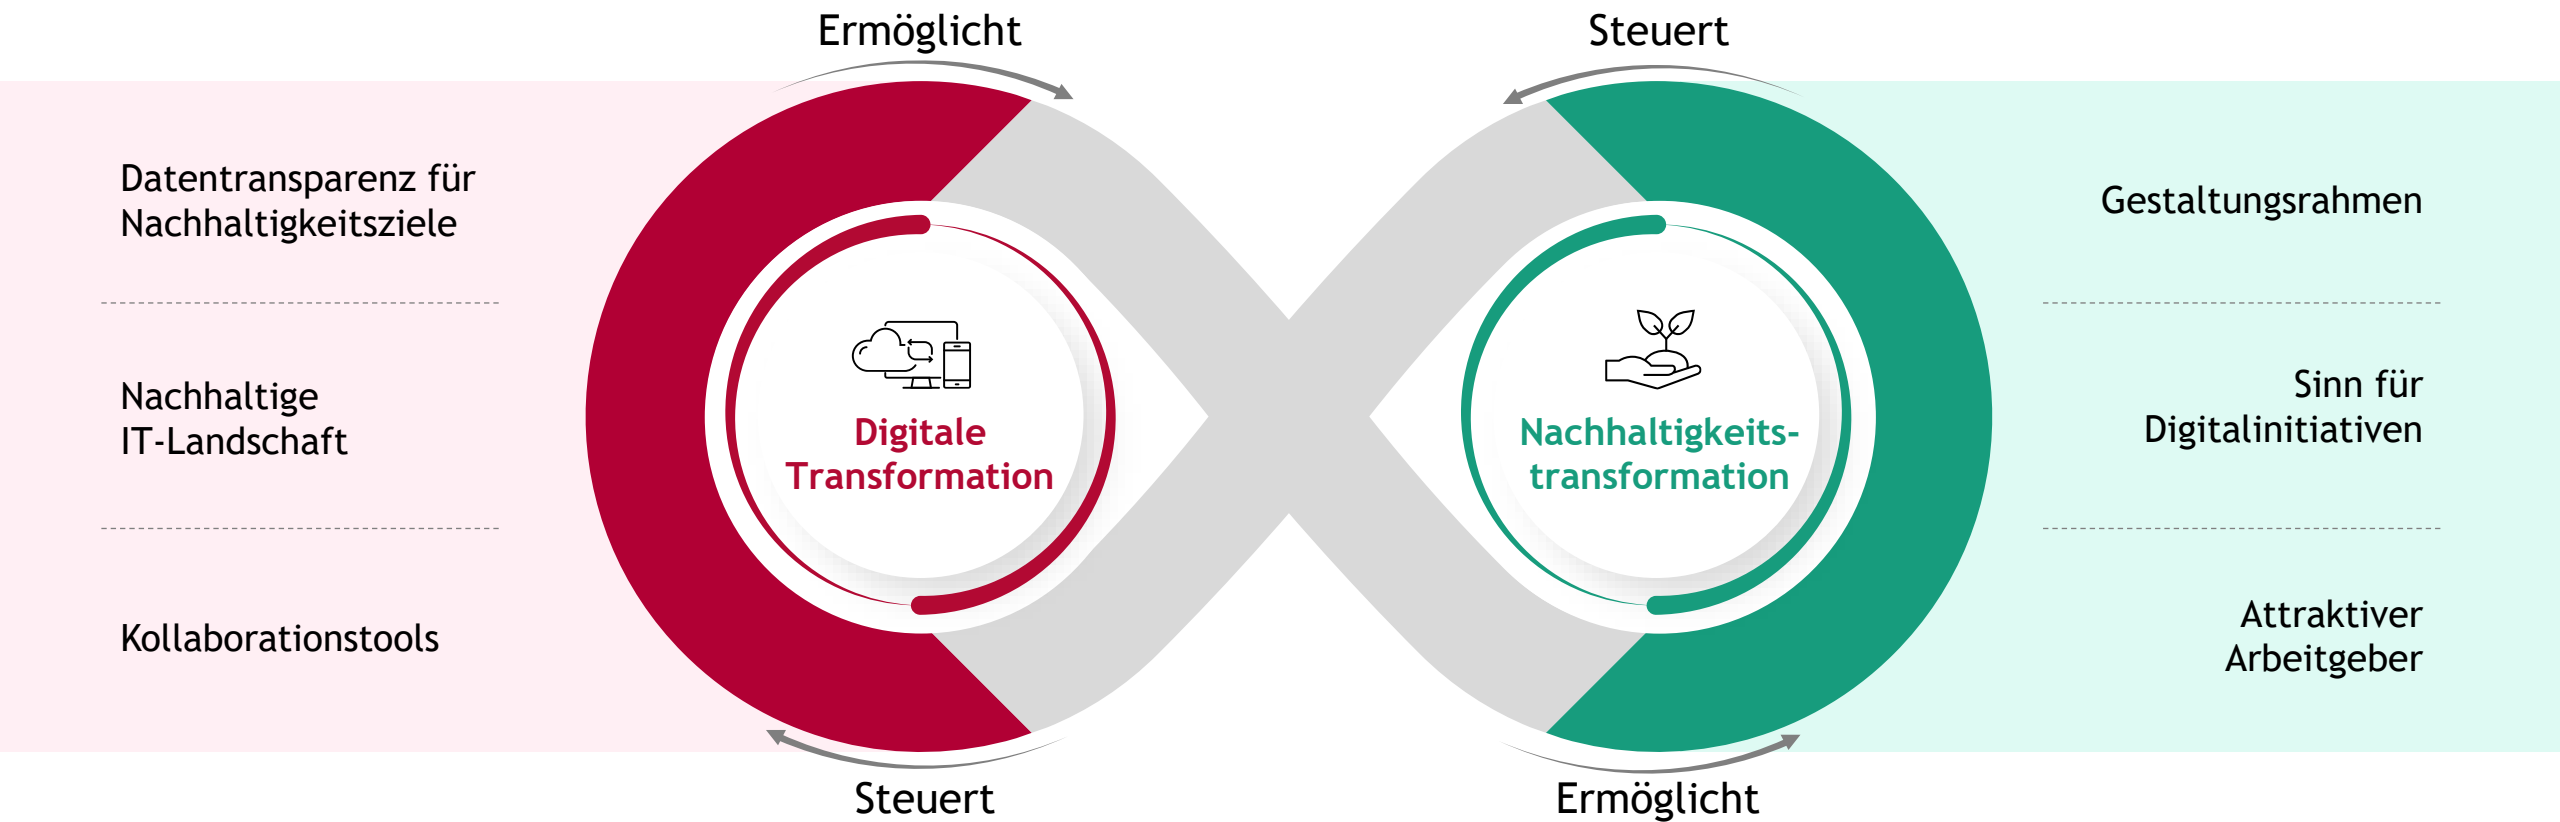 Ermöglicht
Steuert
Datentransparenz für
Nachhaltigkeitsziele
Nachhaltige
IT-Landschaft
Kollaborationstools
Digitale
Transformation
Nachhaltigkeits-
transformation
Gestaltungsrahmen
Sinn für
Digitalinitiativen
Attraktiver
Arbeitgeber
Steuert
Ermöglicht